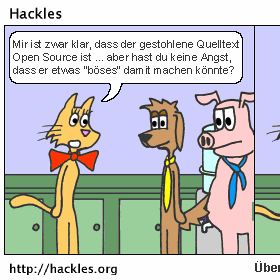 Hackles
Mir ist zwar klar, dass der gestohlene Quelltext
Open Source ist ... aber hast du keine Angst,
dass er etwas "böses" damit machen könnte?
http://hackles.org